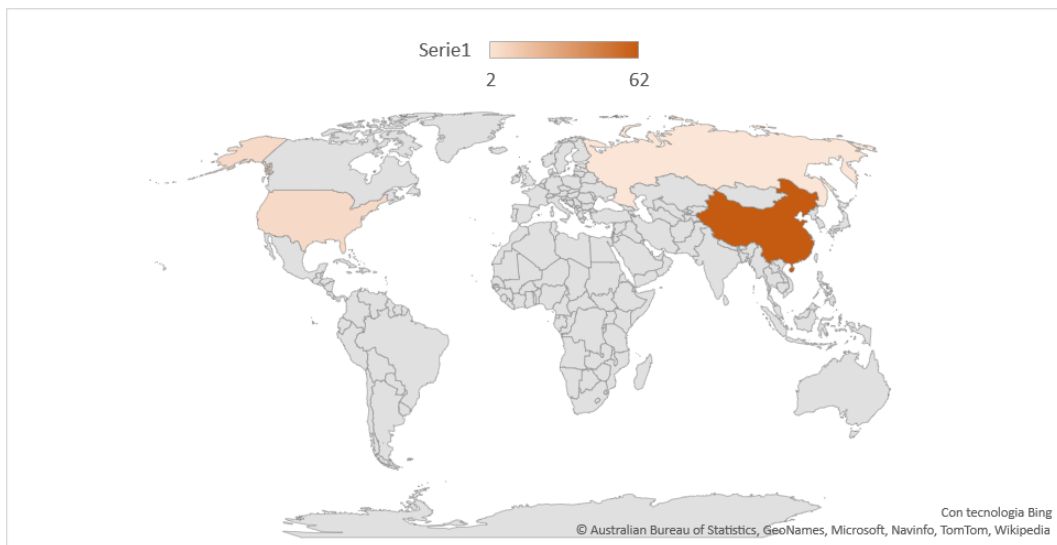 Serie1
2 62
Con tecnologia Bing
© Australian Bureau of Statistics, GeoNames, Microsoft, Navinfo, TomTom, Wikipedia